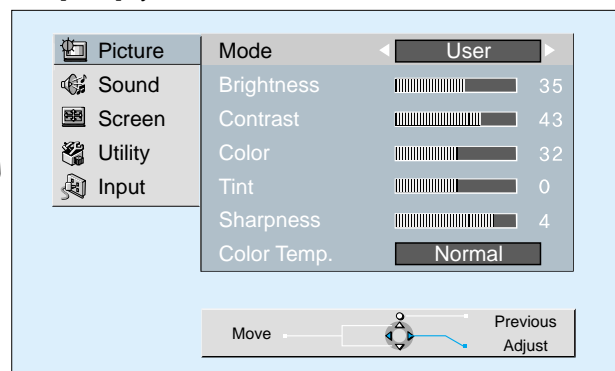 Picture
Sound
Screen
Utility
Input
Mode User
Brightness 35
Contrast 43
Color 32
Tint 0
Sharpness 4
Color Temp. Normal
Move
Previous
Adjust